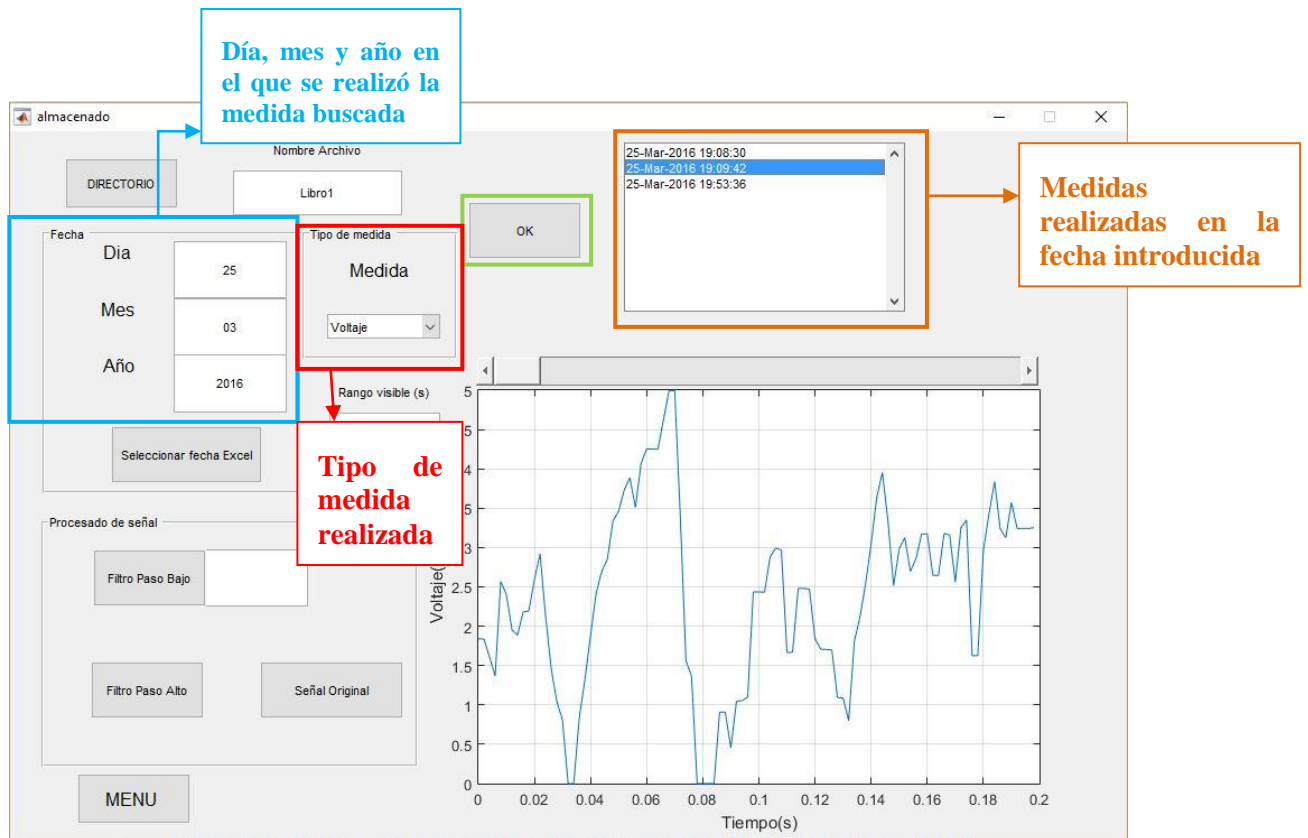 Día, mes y año en
el que se realizó la
medida buscada
almacenado
DIRECTORIO
Nombre Archivo
Libro1
OK
25-Mar-2016 19:08:30
25-Mar-2016 19:09:42
25-Mar-2016 19:53:36
Medidas
realizadas en la
fecha introducida
Fecha
Dia
25
Mes
03
Año
2016
Seleccionar fecha Excel
Tipo de medida
Medida
Voltaje
Rango visible (s)
Tipo de
medida
realizada
Procesado de señal
Filtro Paso Bajo
Filtro Paso Alto
Señal Original
MENU
5
5
4
5
3
2.5
2
1.5
1
0.5
0
Voltaje(
0 0.02 0.04 0.06 0.08 0.1 0.12 0.14 0.16 0.18 0.2
Tiempo(s)